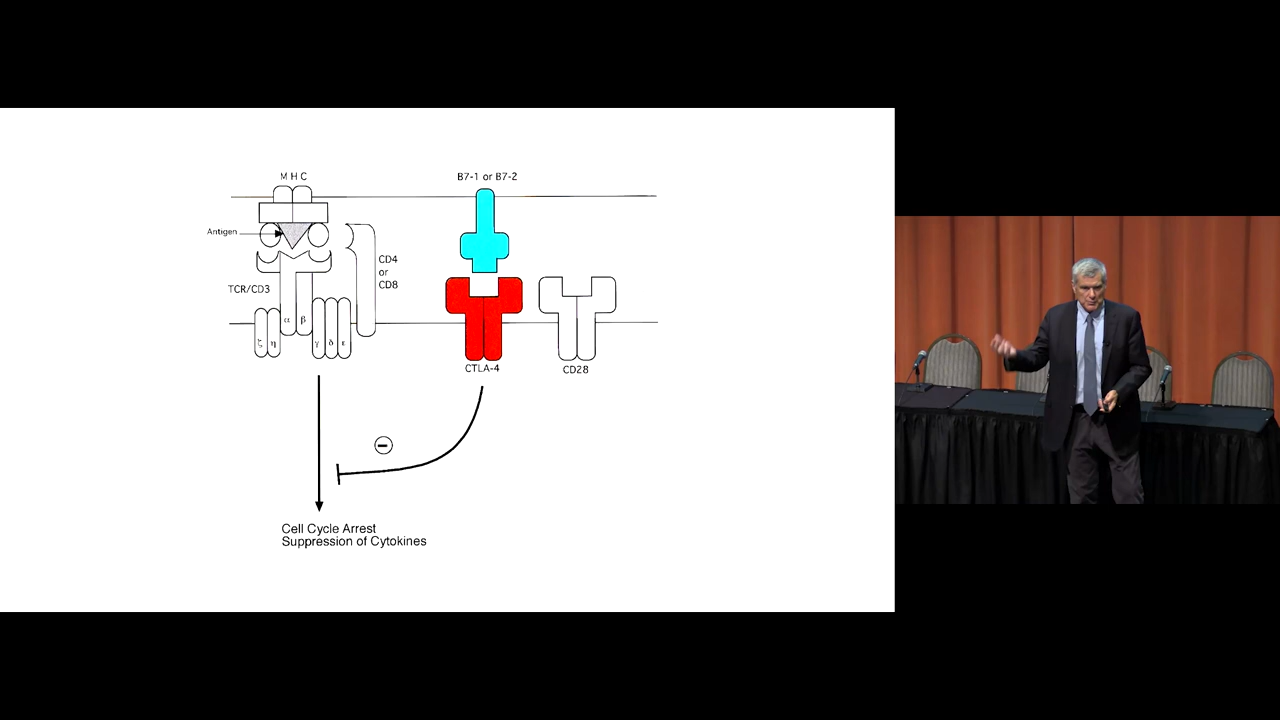 MHC
B7-1 or B7-2
Antigen
CD4
or
CD8
TCR/CD3
α β
ζ η
γ δ ε
CTLA-4
CD28
Cell Cycle Arrest
Suppression of Cytokines